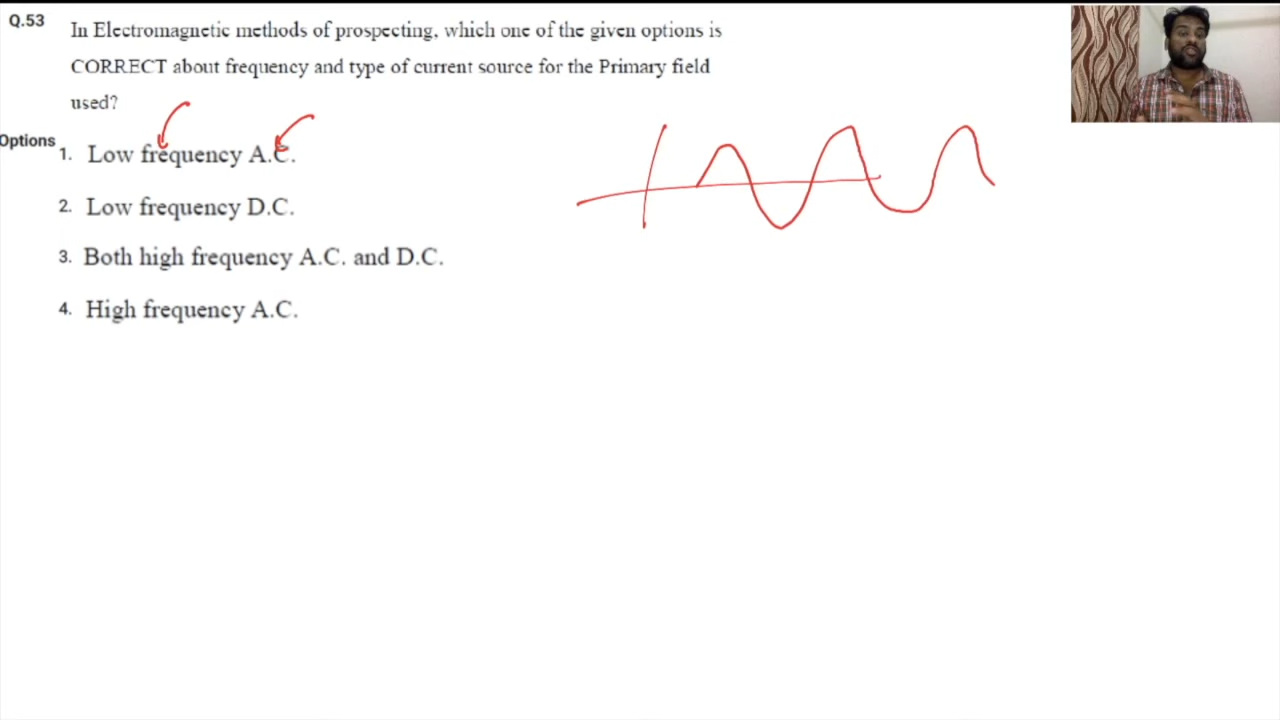 Q.53
In Electromagnetic methods of prospecting, which one of the given options is
CORRECT about frequency and type of current source for the Primary field
used?
Options
1. Low frequency A.C.
2. Low frequency D.C.
3. Both high frequency A.C. and D.C.
4. High frequency A.C.